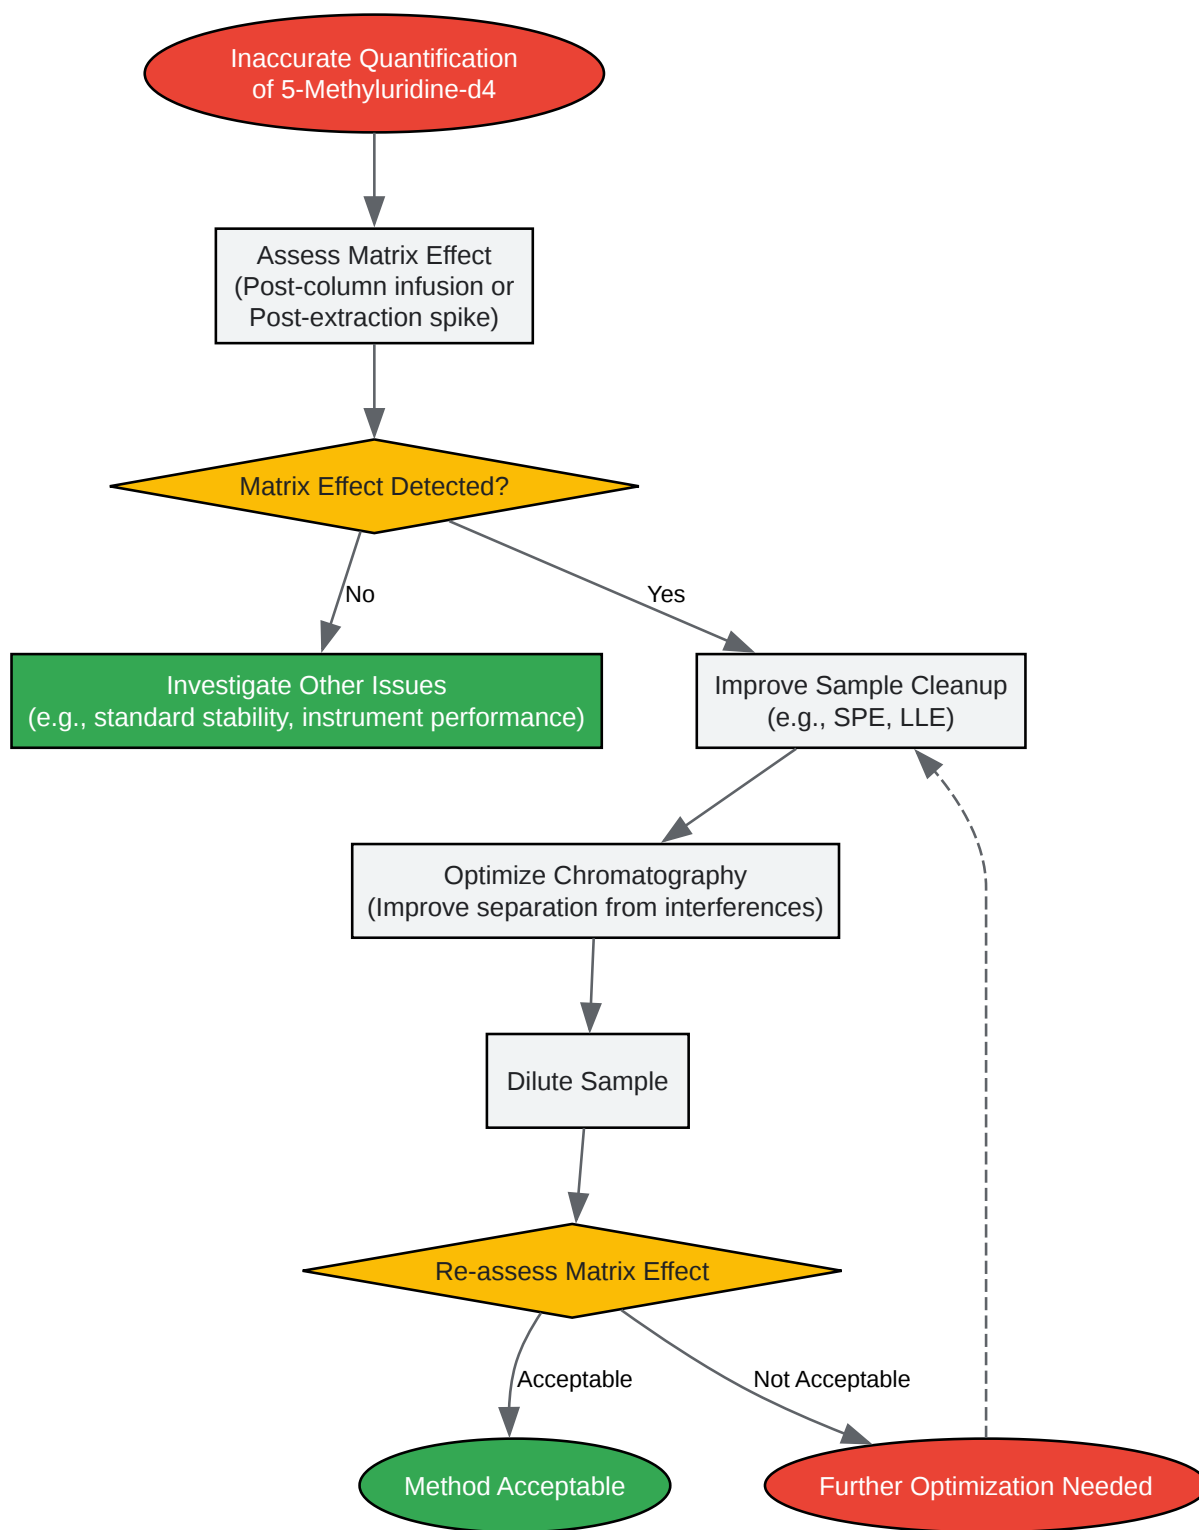 Inaccurate Quantification
of 5-Methyluridine-d4
Assess Matrix Effect
(Post-column infusion or
Post-extraction spike)
Matrix Effect Detected?
No
Yes
Investigate Other Issues
(e.g., standard stability, instrument performance)
Improve Sample Cleanup
(e.g., SPE, LLE)
Optimize Chromatography
(Improve separation from interferences)
Dilute Sample
Re-assess Matrix Effect
Acceptable
Not Acceptable
Method Acceptable
Further Optimization Needed